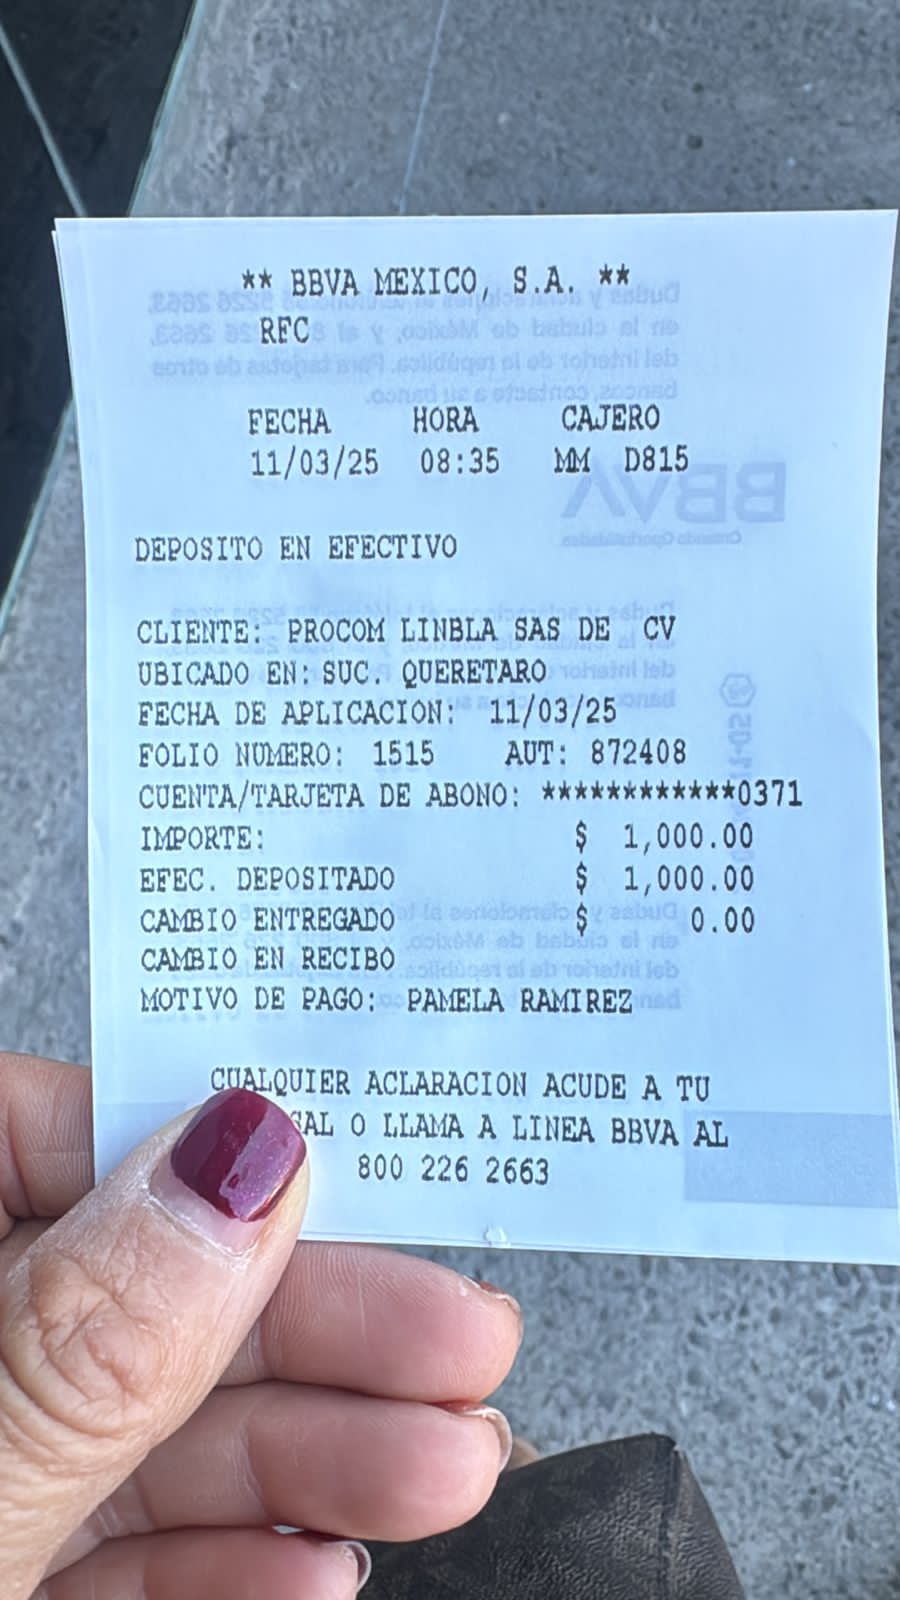 ** BBVA MEXICO, S.A. **
RFC
FECHA HORA CAJERO
11/03/25 08:35 MM D815
DEPOSITO EN EFECTIVO
CLIENTE: PROCOM LINBLA SAS DE CV
UBICADO EN: SUC. QUERETARO
FECHA DE APLICACION: 11/03/25
FOLIO NUMERO: 1515 AUT: 872408
CUENTA/TARJETA DE ABONO: ************0371
IMPORTE: $ 1,000.00
EFEC. DEPOSITADO $ 1,000.00
CAMBIO ENTREGADO $ 0.00
CAMBIO EN RECIBO
MOTIVO DE PAGO: PAMELA RAMIREZ
CUALQUIER ACLARACION ACUDE A TU
O LLAMA A LINEA BBVA AL
800 226 2663